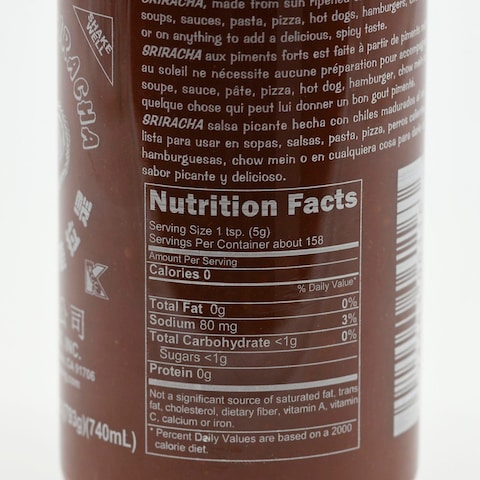 SHAKE
WELL
SRIRACHA, made from sun ripened
soups, sauces, pasta, pizza, hot dogs, hamburgers,
or on anything to add a delicious, spicy taste.
SRIRACHA aux piments forts est faite à partir de piments
au soleil ne nécessite aucune préparation pour
soupe, sauce, pâte, pizza, hot dog, hamburger, chow
quelque chose qui peut lui donner un bon gout pimenté.
SRIRACHA salsa picante hecha con chiles madurados al
lista para usar en sopas, salsas, pasta, pizza, perros
hamburguesas, chow mein o en cualquiera cosa para
sabor picante y delicioso.
RACHA
K
公司
INC.
CA 91706
(740mL)
Nutrition Facts
Serving Size 1 tsp. (5g)
Servings Per Container about 158
Amount Per Serving
Calories 0
% Daily Value*
Total Fat 0g 0%
Sodium 80 mg 3%
Total Carbohydrate <1g 0%
Sugars <1g
Protein 0g
Not a significant source of saturated fat, trans
fat, cholesterol, dietary fiber, vitamin A, vitamin
C, calcium or iron.
* Percent Daily Values are based on a 2000
calorie diet.